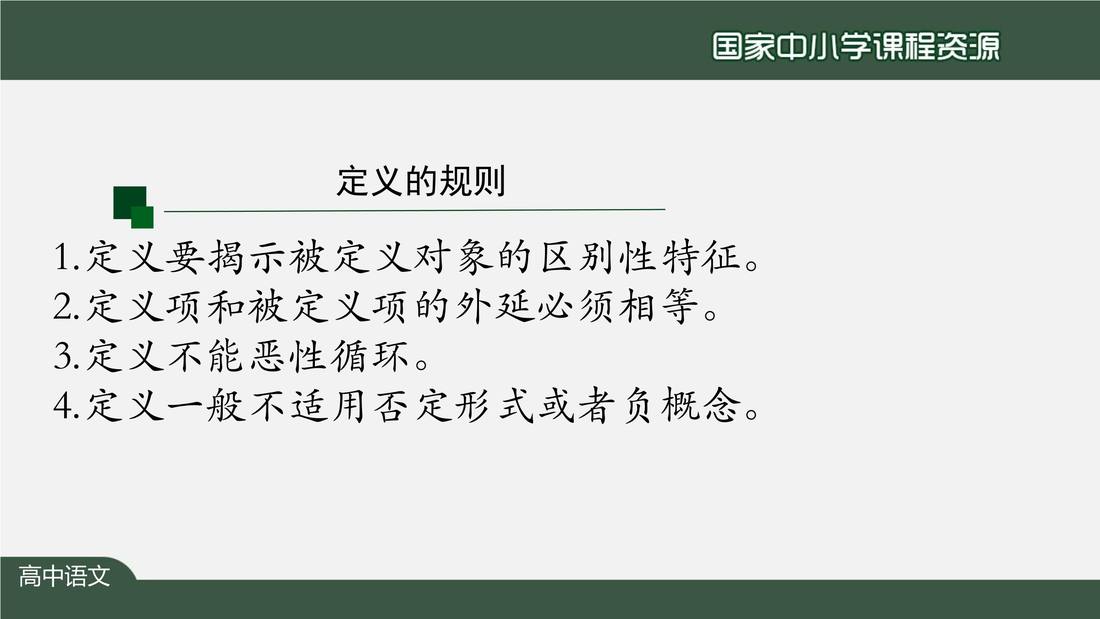 国家中小学课程资源
定义的规则
1.定义要揭示被定义对象的区别性特征。
2.定义项和被定义项的外延必须相等。
3.定义不能恶性循环。
4.定义一般不适用否定形式或者负概念。
高中语文